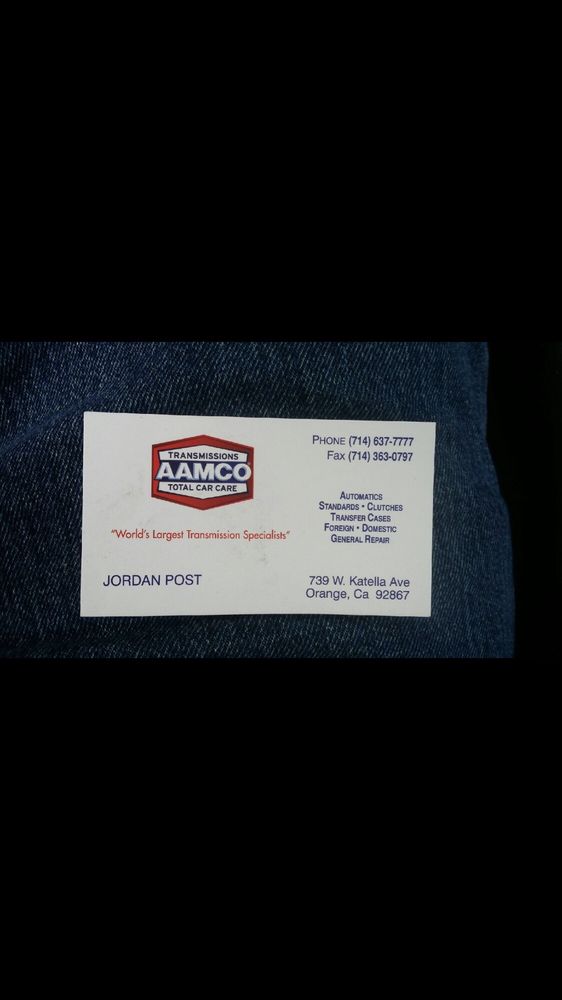 TRANSMISSIONS
AAMCO
TOTAL CAR CARE
"World's Largest Transmission Specialists"
JORDAN POST
PHONE (714) 637-7777
FAX (714) 363-0797
AUTOMATICS
STANDARDS • CLUTCHES
TRANSFER CASES
FOREIGN • DOMESTIC
GENERAL REPAIR
739 W. Katella Ave
Orange, Ca 92867